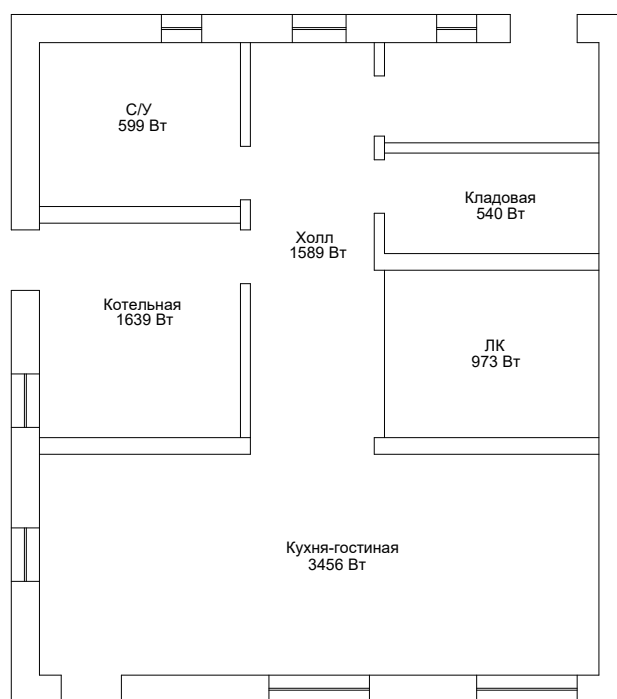 С/У
599 Вт
Кладовая
540 Вт
Холл
1589 Вт
Котельная
1639 Вт
ЛК
973 Вт
Кухня-гостиная
3456 Вт